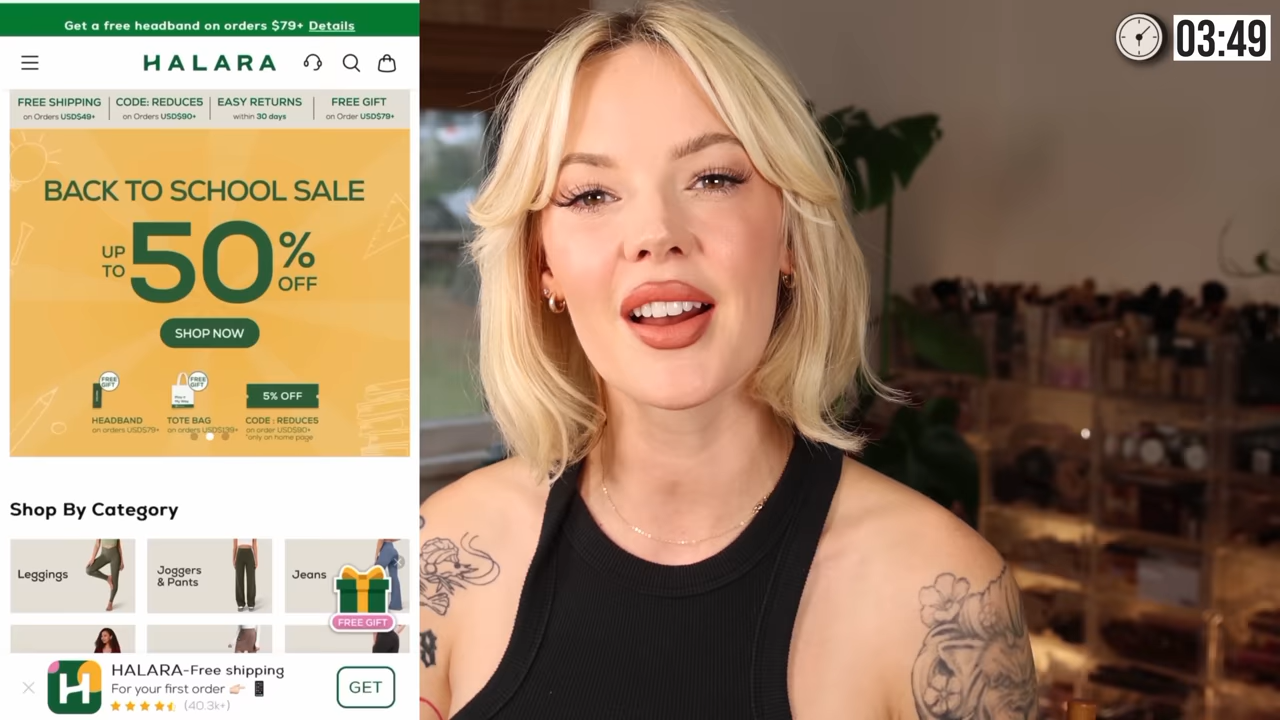 Get a free headband on orders $79+ Details
HALARA
FREE SHIPPING
on Orders USD$49+
CODE: REDUCE5
on Orders USD$90+
EASY RETURNS
within 30 days
FREE GIFT
on Order USD$79+
BACK TO SCHOOL SALE
UP TO 50% OFF
SHOP NOW
FREE GIFT
HEADBAND
on orders USD$79+
FREE GIFT
TOTE BAG
on orders USD$139+
5% OFF
CODE : REDUCE5
on order USD$90+
*only on home page
Shop By Category
Leggings
Joggers
& Pants
Jeans
FREE GIFT
HALARA-Free shipping
For your first order
GET
(40.3k+)
03:49